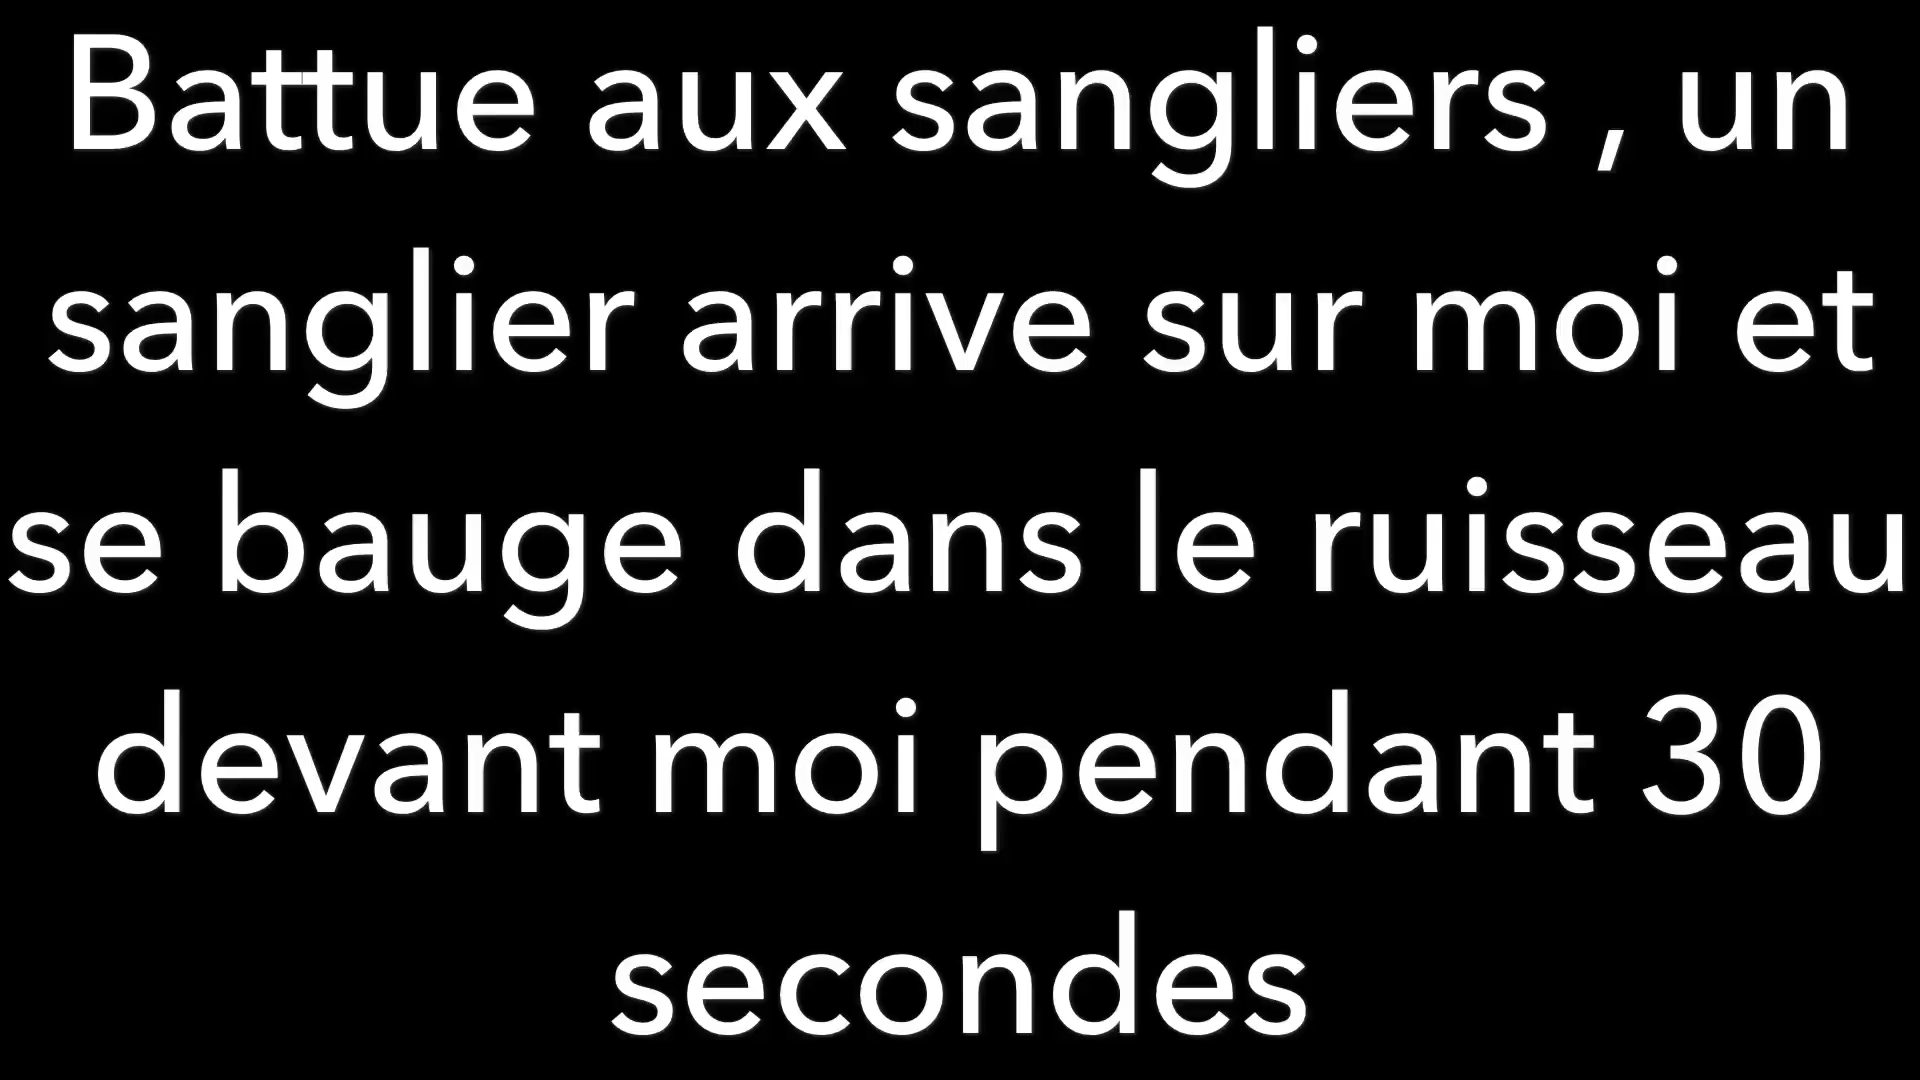 Battue aux sangliers , un
sanglier arrive sur moi et
se bauge dans le ruisseau
devant moi pendant 30
secondes